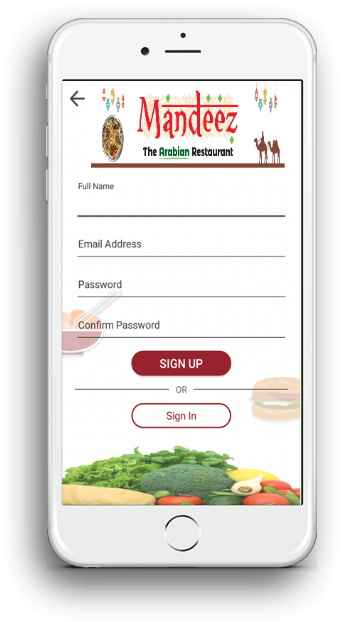 Mandeez
The Arabian Restaurant
Full Name
Email Address
Password
Confirm Password
SIGN UP
OR
Sign In